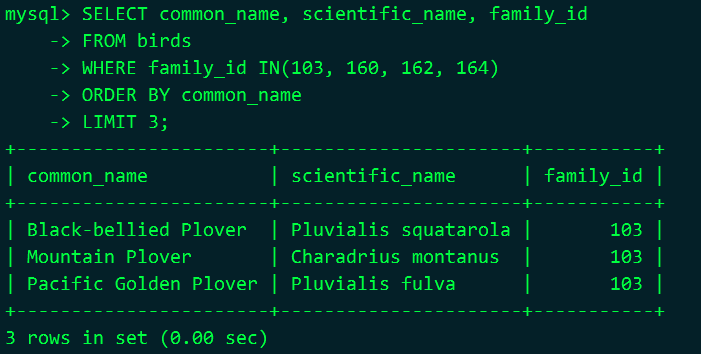 mysql> SELECT common_name, scientific_name, family_id
    -> FROM birds
    -> WHERE family_id IN(103, 160, 162, 164)
    -> ORDER BY common_name
    -> LIMIT 3;
+-----------------------+----------------------+-----------+
| common_name           | scientific_name      | family_id |
+-----------------------+----------------------+-----------+
| Black-bellied Plover  | Pluvialis squatarola |       103 |
| Mountain Plover       | Charadrius montanus  |       103 |
| Pacific Golden Plover | Pluvialis fulva      |       103 |
+-----------------------+----------------------+-----------+
3 rows in set (0.00 sec)